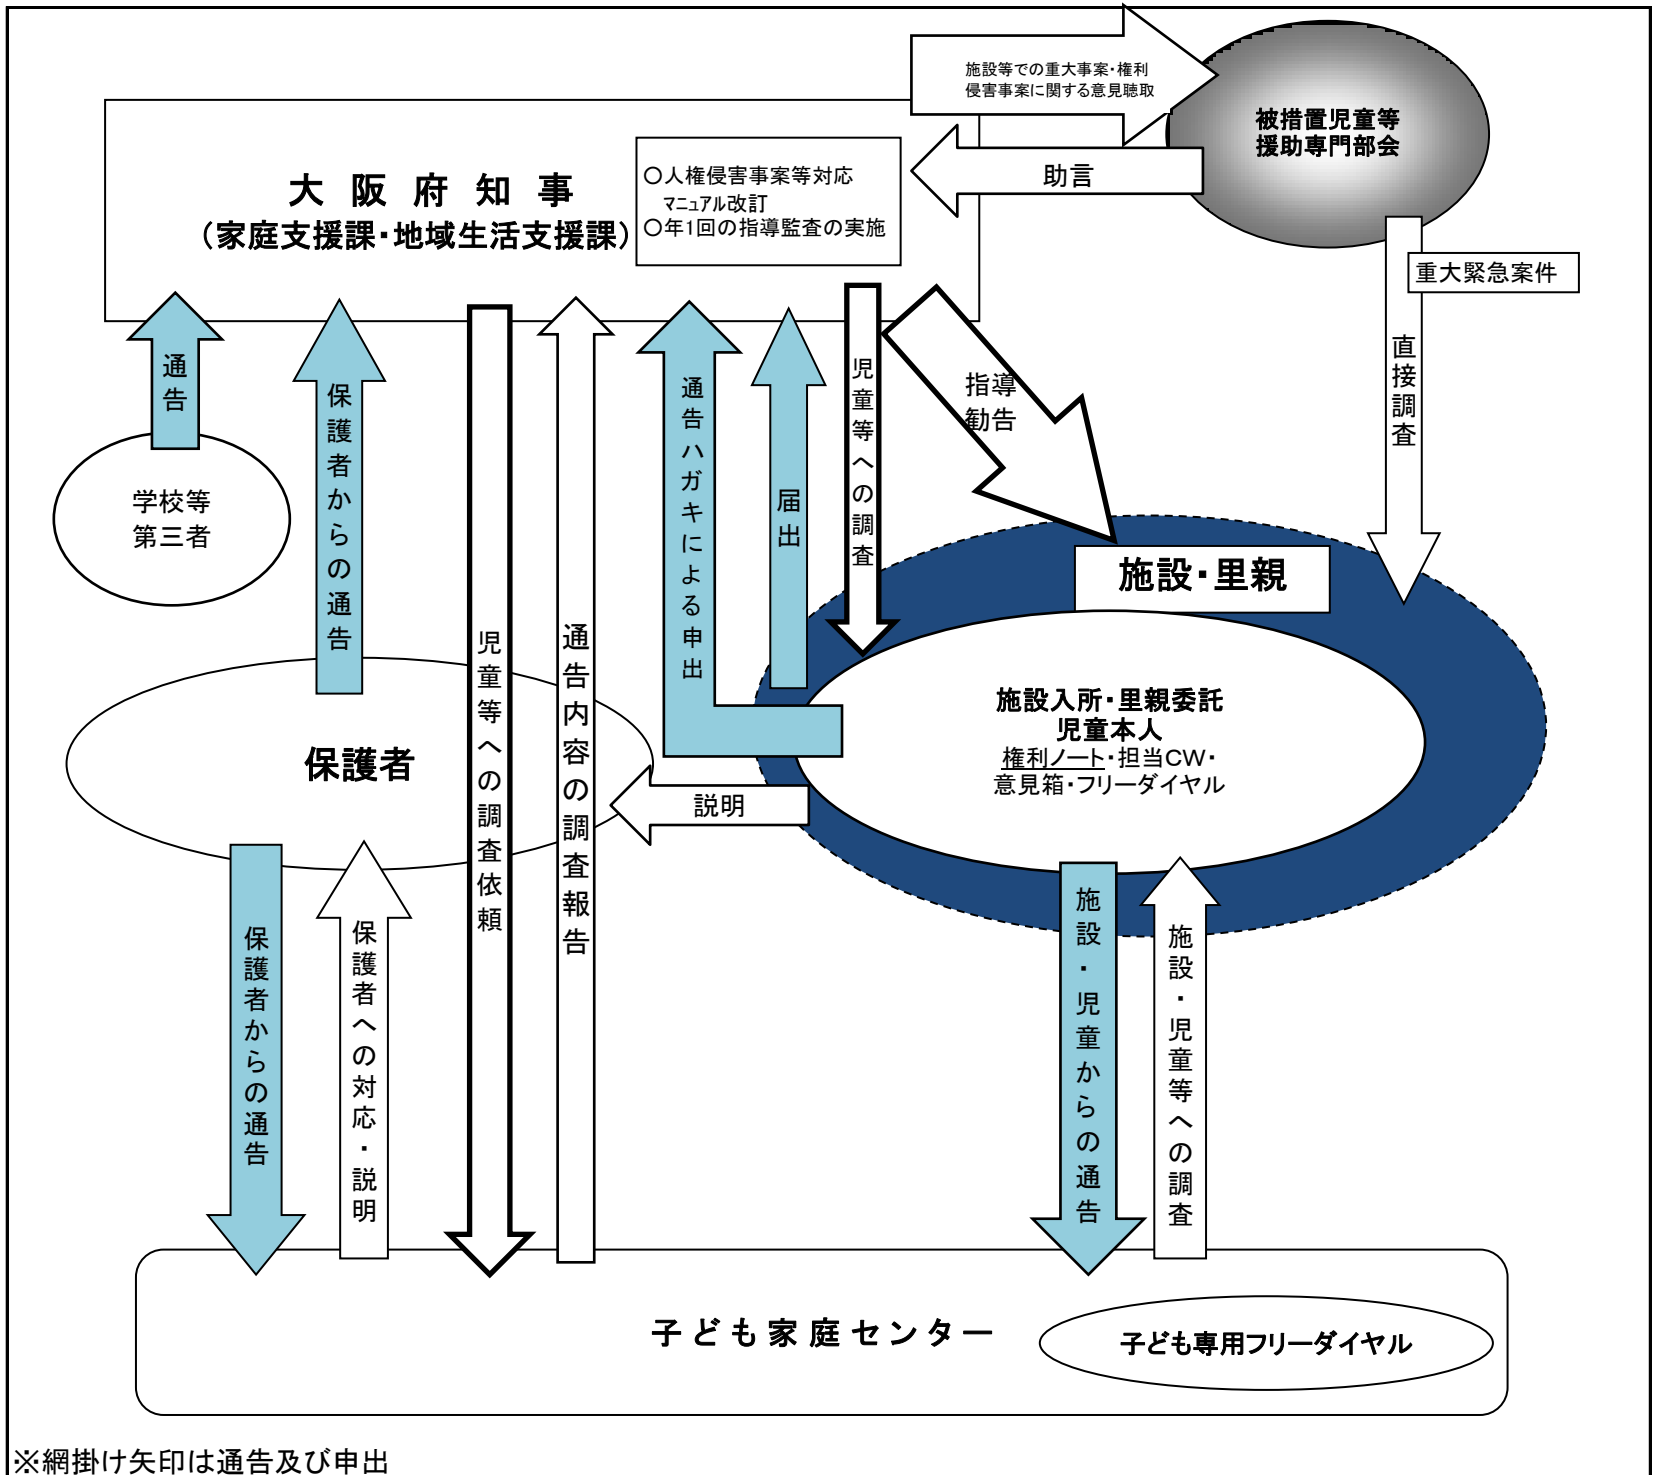 施設等での重大事案・権利
侵害事案に関する意見聴取
被措置児童等
援助専門部会
助言
大阪府知事
(家庭支援課・地域生活支援課)
○人権侵害事案等対応
マニュアル改訂
○年1回の指導監査の実施
重大緊急案件
直接調査
通告
保護者からの通告
通告ハガキによる申出
届出
児童等への調査
指導
勧告
学校等
第三者
施設・里親
児童等への調査依頼
通告内容の調査報告
施設入所・里親委託
児童本人
権利ノート・担当CW・
意見箱・フリーダイヤル
保護者
説明
保護者からの通告
保護者への対応・説明
施設・児童からの通告
施設・児童等への調査
子ども家庭センター
子ども専用フリーダイヤル
※網掛け矢印は通告及び申出